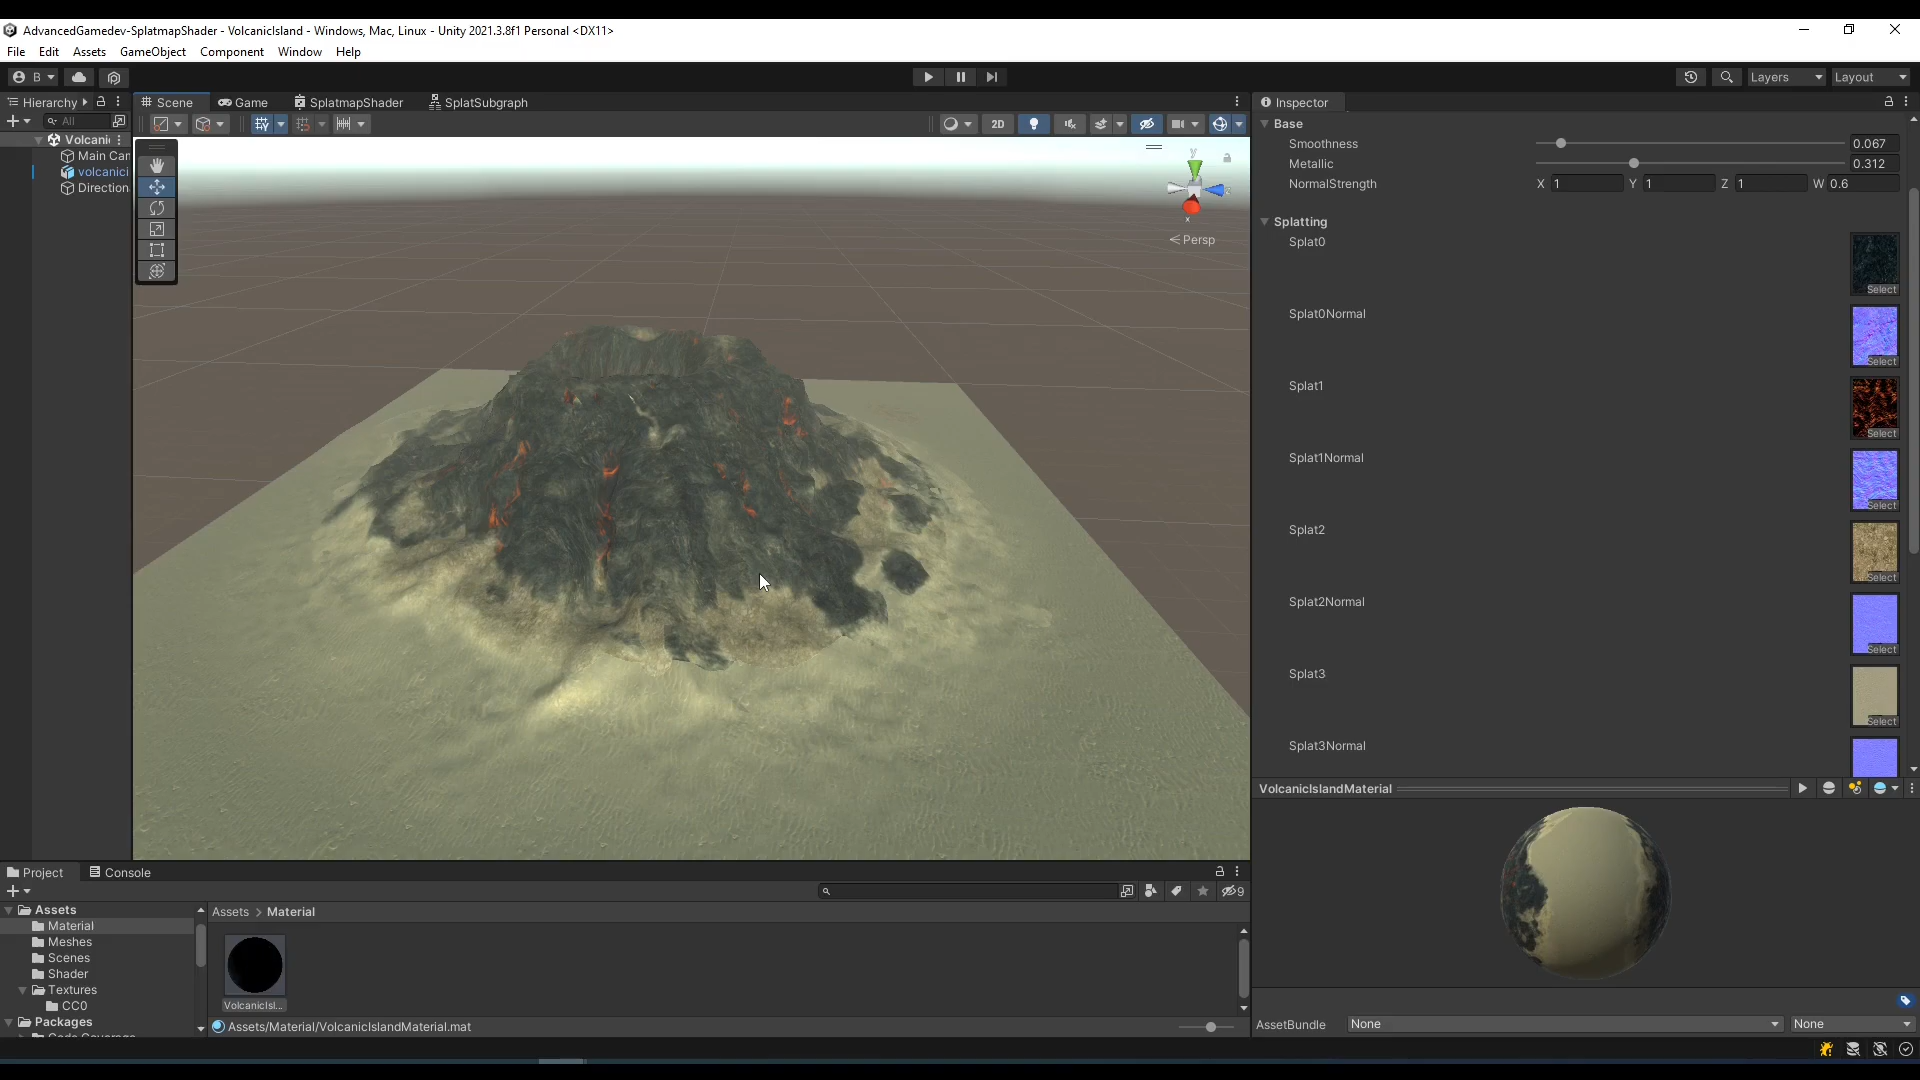 AdvancedGamedev-SplatmapShader - VolcanicIsland - Windows, Mac, Linux - Unity 2021.3.8f1 Personal <DX11>
File Edit Assets GameObject Component Window Help
B Layers Layout
Hierarchy Scene Game SplatmapShader SplatSubgraph Inspector
All 2D
Volcani
Main Can
volcanici
Direction
y
z
x
Persp
Base
Smoothness 0.067
Metallic 0.312
NormalStrength X 1 Y 1 Z 1 W 0.6
Splatting
Splat0
Select
Splat0Normal
Select
Splat1
Select
Splat1Normal
Select
Splat2
Select
Splat2Normal
Select
Splat3
Select
Splat3Normal
VolcanicIslandMaterial
Project Console
9
Assets
Material
Meshes
Scenes
Shader
Textures
CC0
Packages
Assets > Material
VolcanicIsl...
Assets/Material/VolcanicIslandMaterial.mat
AssetBundle None None